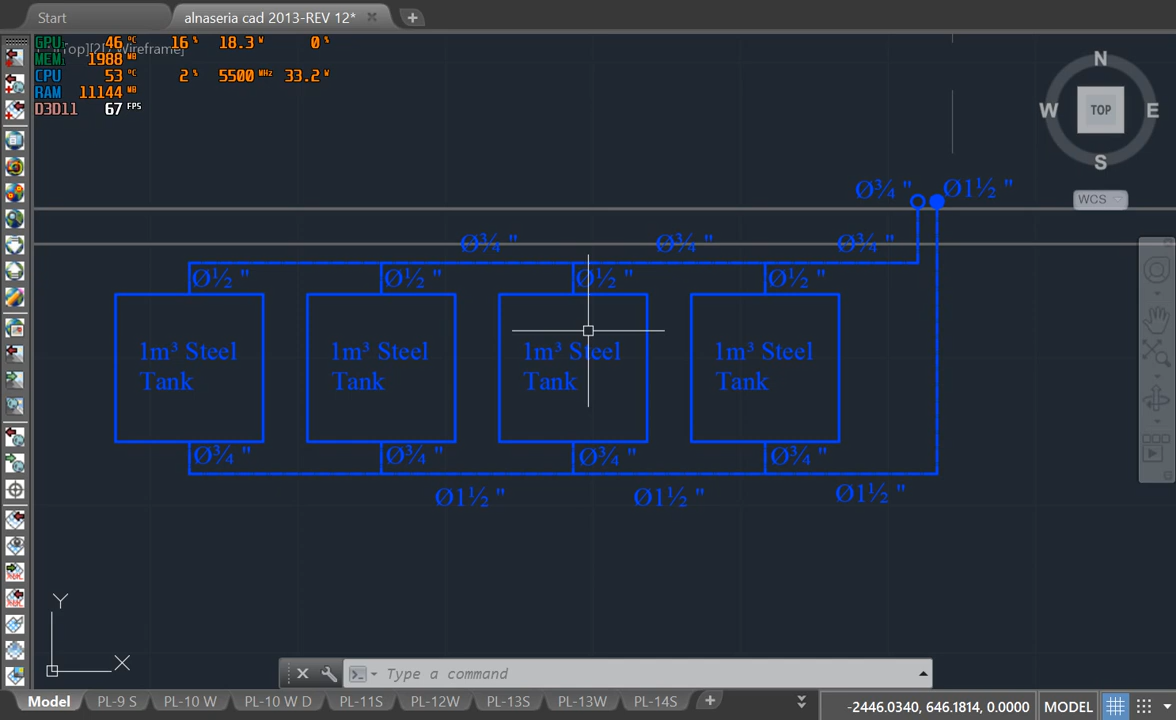 Start
alnaseria cad 2013-REV 12*
GPU: 46 °C 16 % 18.3 W 0 %
MEM: 1988 MB
CPU 53 °C 2 % 5500 MHz 33.2 W
RAM 11144 MB
D3D11 67 FPS
Wireframe]
N
W TOP E
S
WCS
Ø¾ " Ø1½ "
Ø¾ " Ø¾ " Ø¾ "
Ø½ " Ø½ " Ø½ " Ø½ "
1m³ Steel 1m³ Steel 1m³ Steel 1m³ Steel
Tank Tank Tank Tank
Ø¾ " Ø¾ " Ø¾ " Ø¾ "
Ø1½ " Ø1½ " Ø1½ "
Y
X
Type a command
Model PL-9 S PL-10 W PL-10 W D PL-11S PL-12W PL-13S PL-13W PL-14S
-2446.0340, 646.1814, 0.0000 MODEL